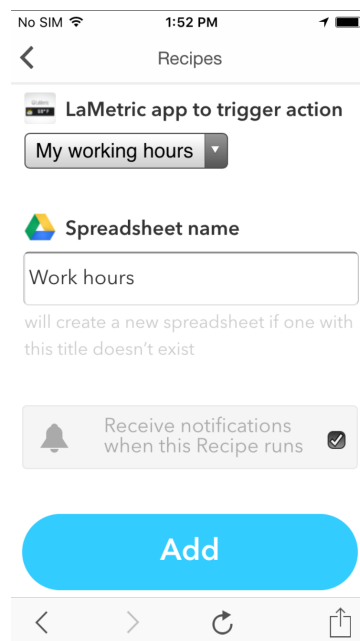 No SIM 1:52 PM
Recipes
LaMetric app to trigger action
My working hours
Spreadsheet name
Work hours
will create a new spreadsheet if one with
this title doesn't exist
Receive notifications
when this Recipe runs
Add